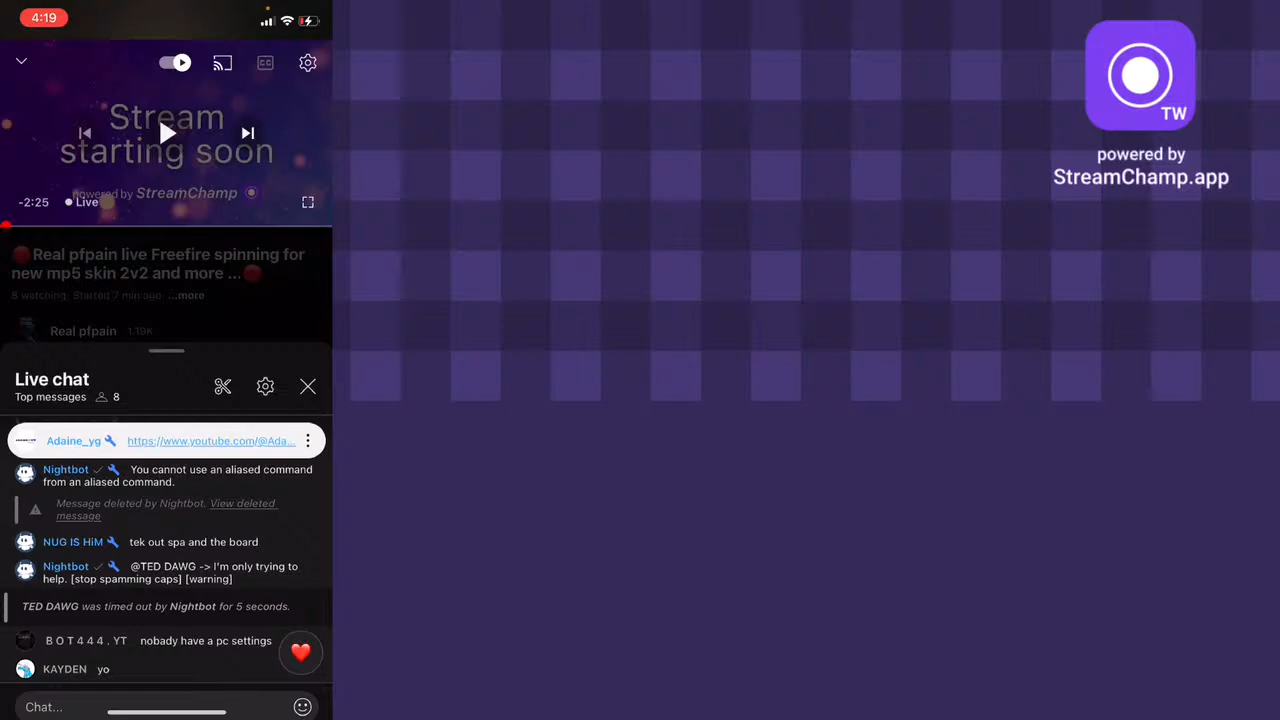 4:19
Stream
starting soon
powered by StreamChamp
-2:25
Live
🔴Real pfpain live Freefire spinning for
new mp5 skin 2v2 and more ...🔴
8 watching Started 7 min ago ...more
Real pfpain 1.19K
Live chat
Top messages 8
Adaine_yg https://www.youtube.com/@Ada...
Nightbot You cannot use an aliased command
from an aliased command.
Message deleted by Nightbot. View deleted
message
NUG IS HiM tek out spa and the board
Nightbot @TED DAWG -> I'm only trying to
help. [stop spamming caps] [warning]
TED DAWG was timed out by Nightbot for 5 seconds.
B O T 4 4 4 . YT nobady have a pc settings
KAYDEN yo
Chat...
TW
powered by
StreamChamp.app